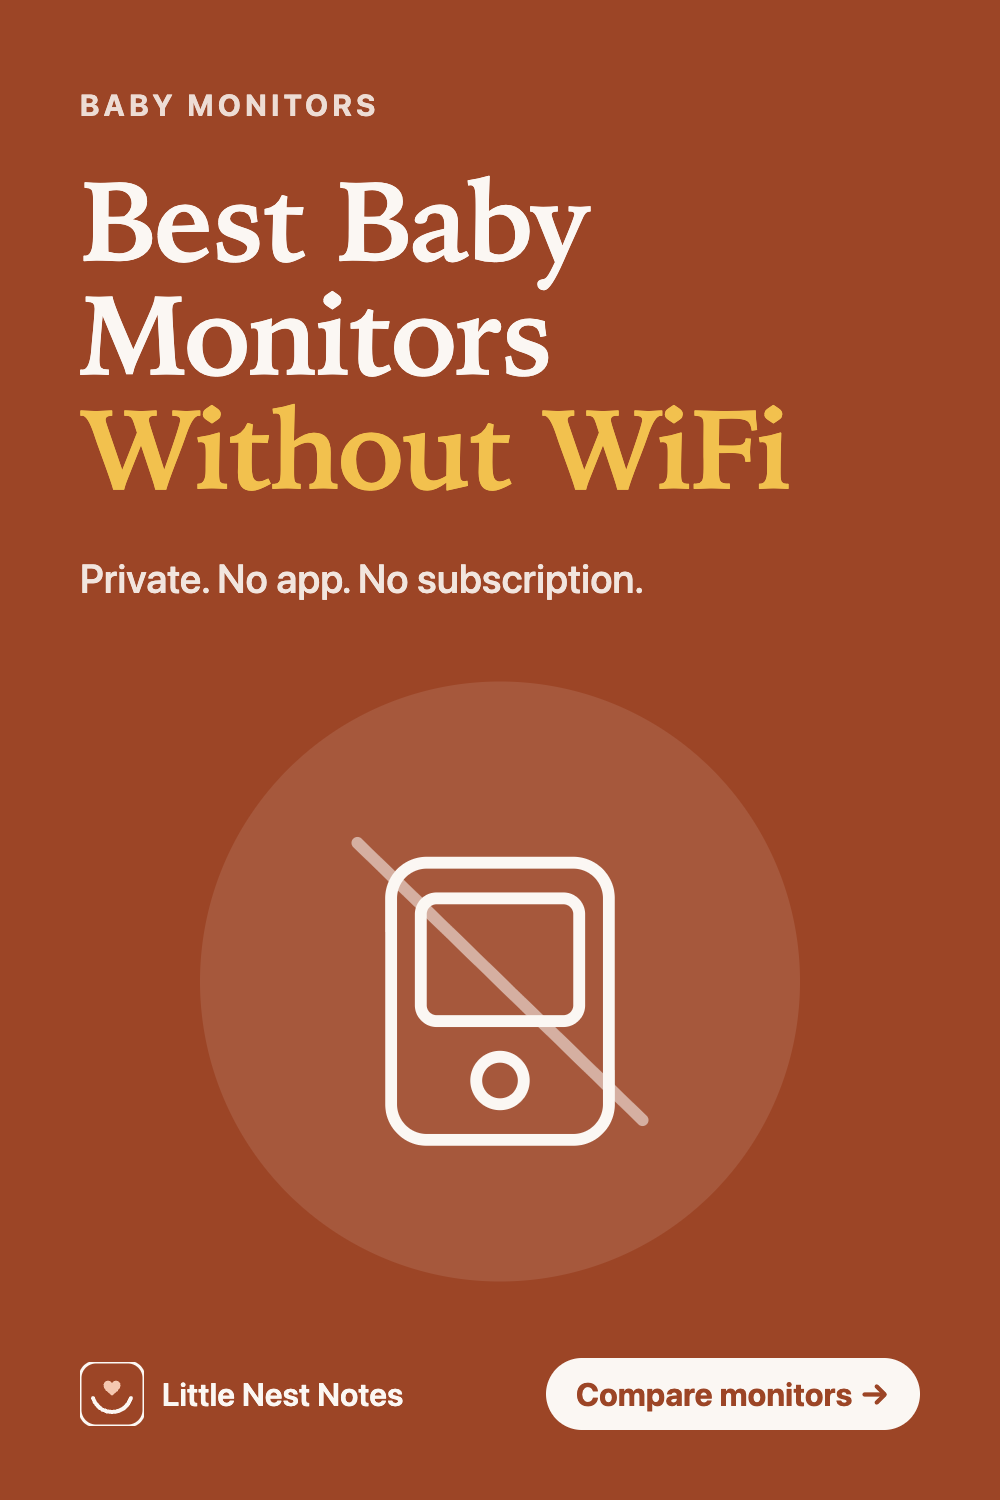 BABY MONITORS
Best Baby
Monitors
Without WiFi
Private. No app. No subscription.
Little Nest Notes
Compare monitors →